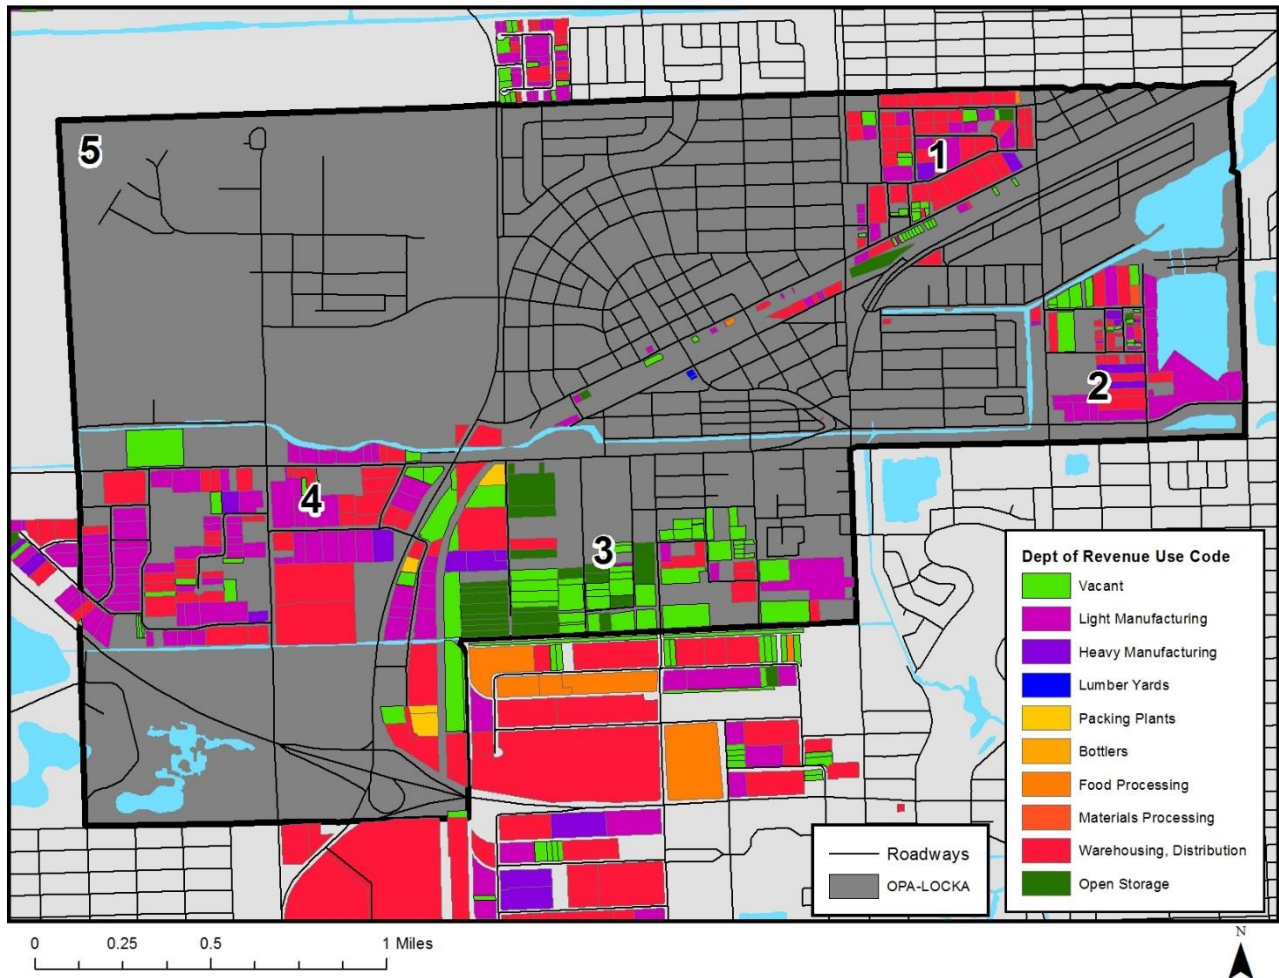 5
1
2
4
3
Dept of Revenue Use Code
Vacant
Light Manufacturing
Heavy Manufacturing
Lumber Yards
Packing Plants
Bottlers
Food Processing
Materials Processing
Warehousing, Distribution
Open Storage
Roadways
OPA-LOCKA
0 0.25 0.5 1 Miles
N